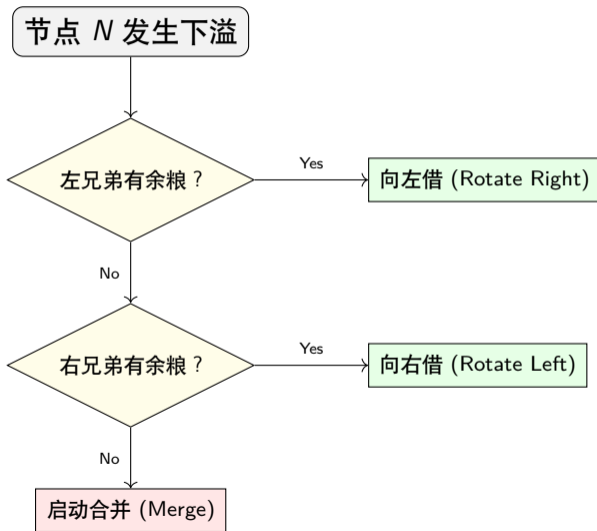 节点 N 发生下溢
左兄弟有余粮？
Yes
向左借 (Rotate Right)
No
右兄弟有余粮？
Yes
向右借 (Rotate Left)
No
启动合并 (Merge)